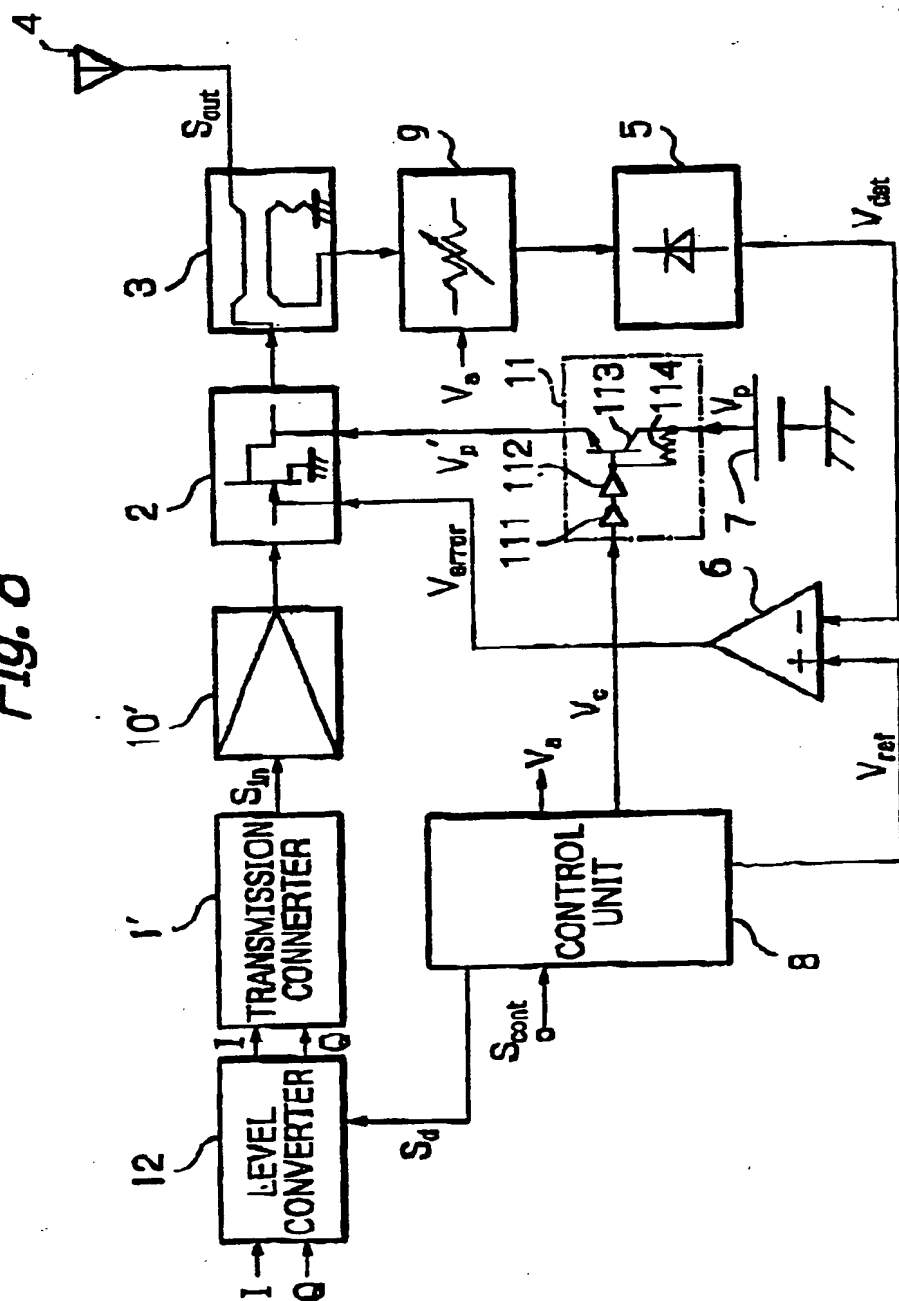 Fig. 8
I
Q
12
LEVEL
CONVERTER
I
Q
1'
TRANSMISSION
CONNERTER
Sin
10'
2
3
Sout
4
Va
9
5
Vdet
Verror
Vp'
11
111
112
113
114
Vp
7
6
+
−
Vref
Sd
Scont
CONTROL
UNIT
8
Va
Vc